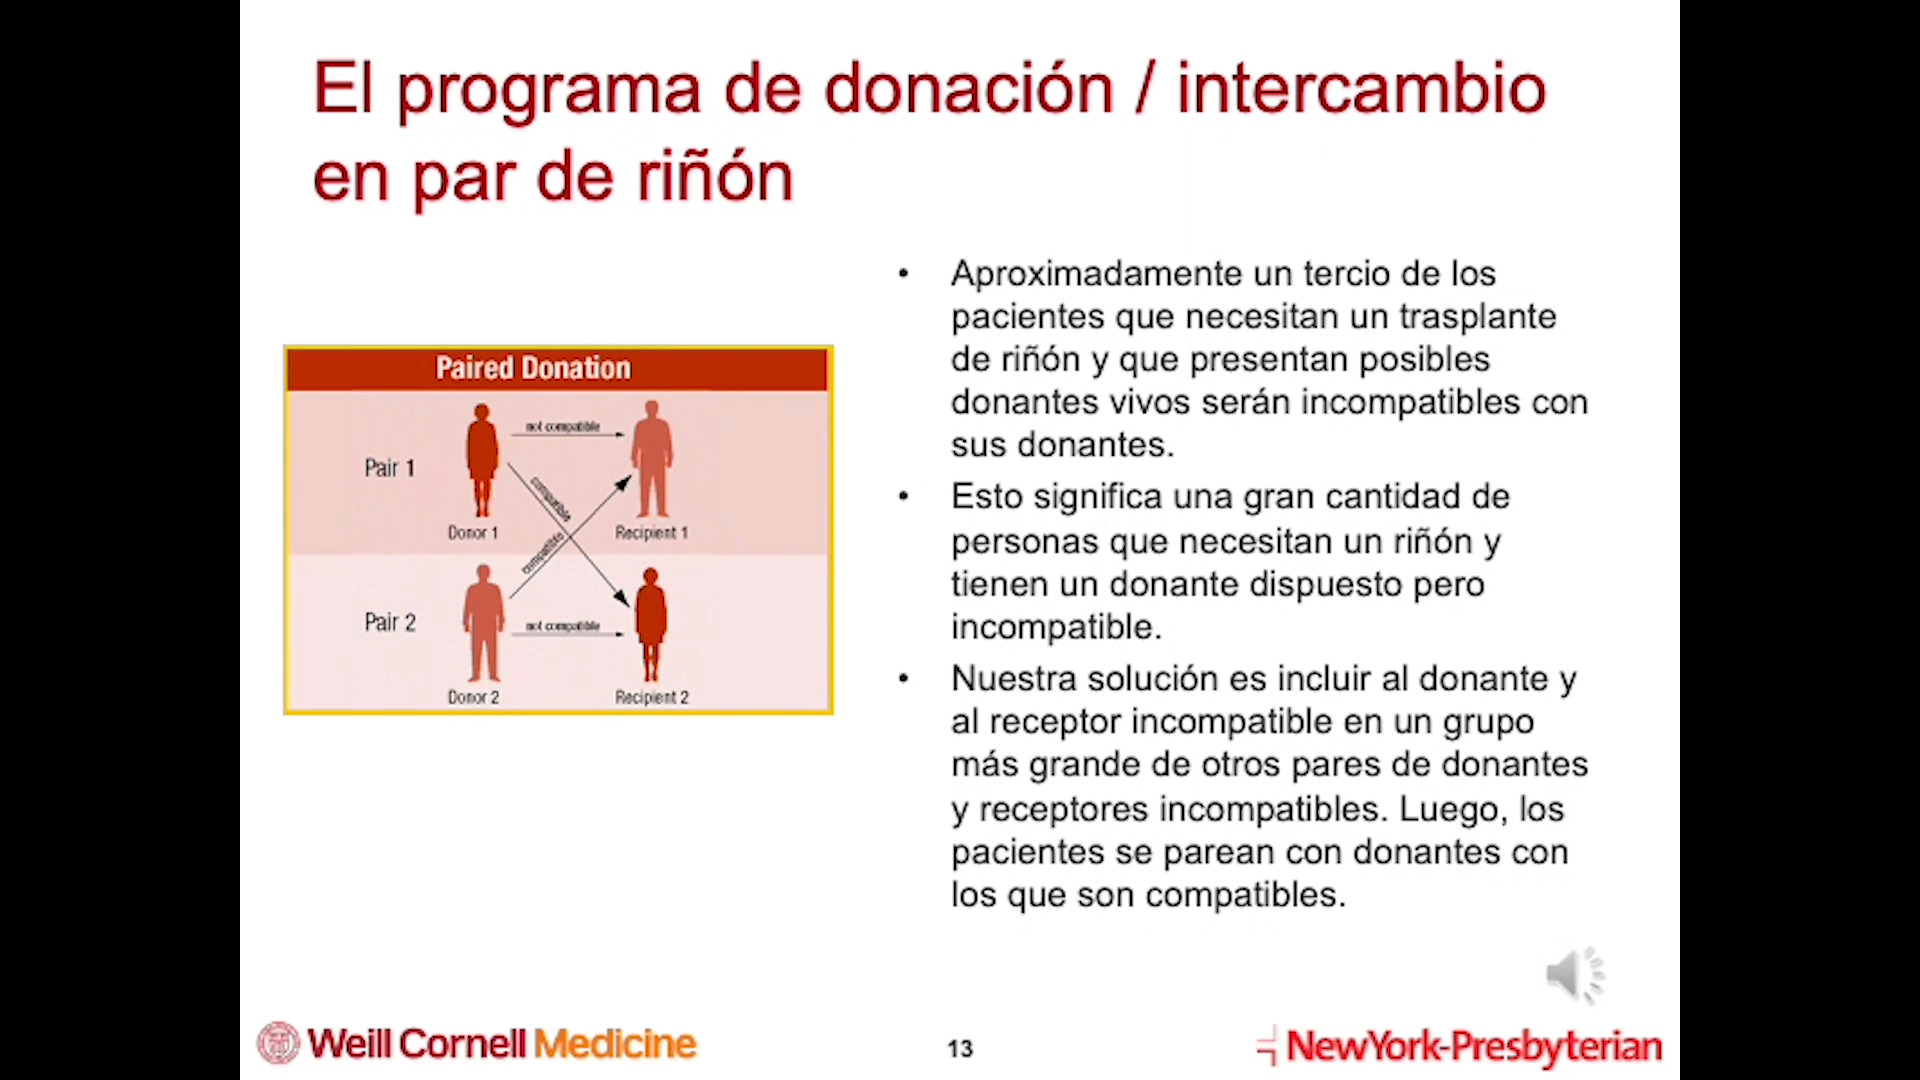 El programa de donación / intercambio
en par de riñón
Paired Donation
Pair 1
not compatible
compatible
Donor 1
Recipient 1
compatible
Pair 2
not compatible
Donor 2
Recipient 2
• Aproximadamente un tercio de los
pacientes que necesitan un trasplante
de riñón y que presentan posibles
donantes vivos serán incompatibles con
sus donantes.
• Esto significa una gran cantidad de
personas que necesitan un riñón y
tienen un donante dispuesto pero
incompatible.
• Nuestra solución es incluir al donante y
al receptor incompatible en un grupo
más grande de otros pares de donantes
y receptores incompatibles. Luego, los
pacientes se parean con donantes con
los que son compatibles.
Weill Cornell Medicine
13
NewYork-Presbyterian